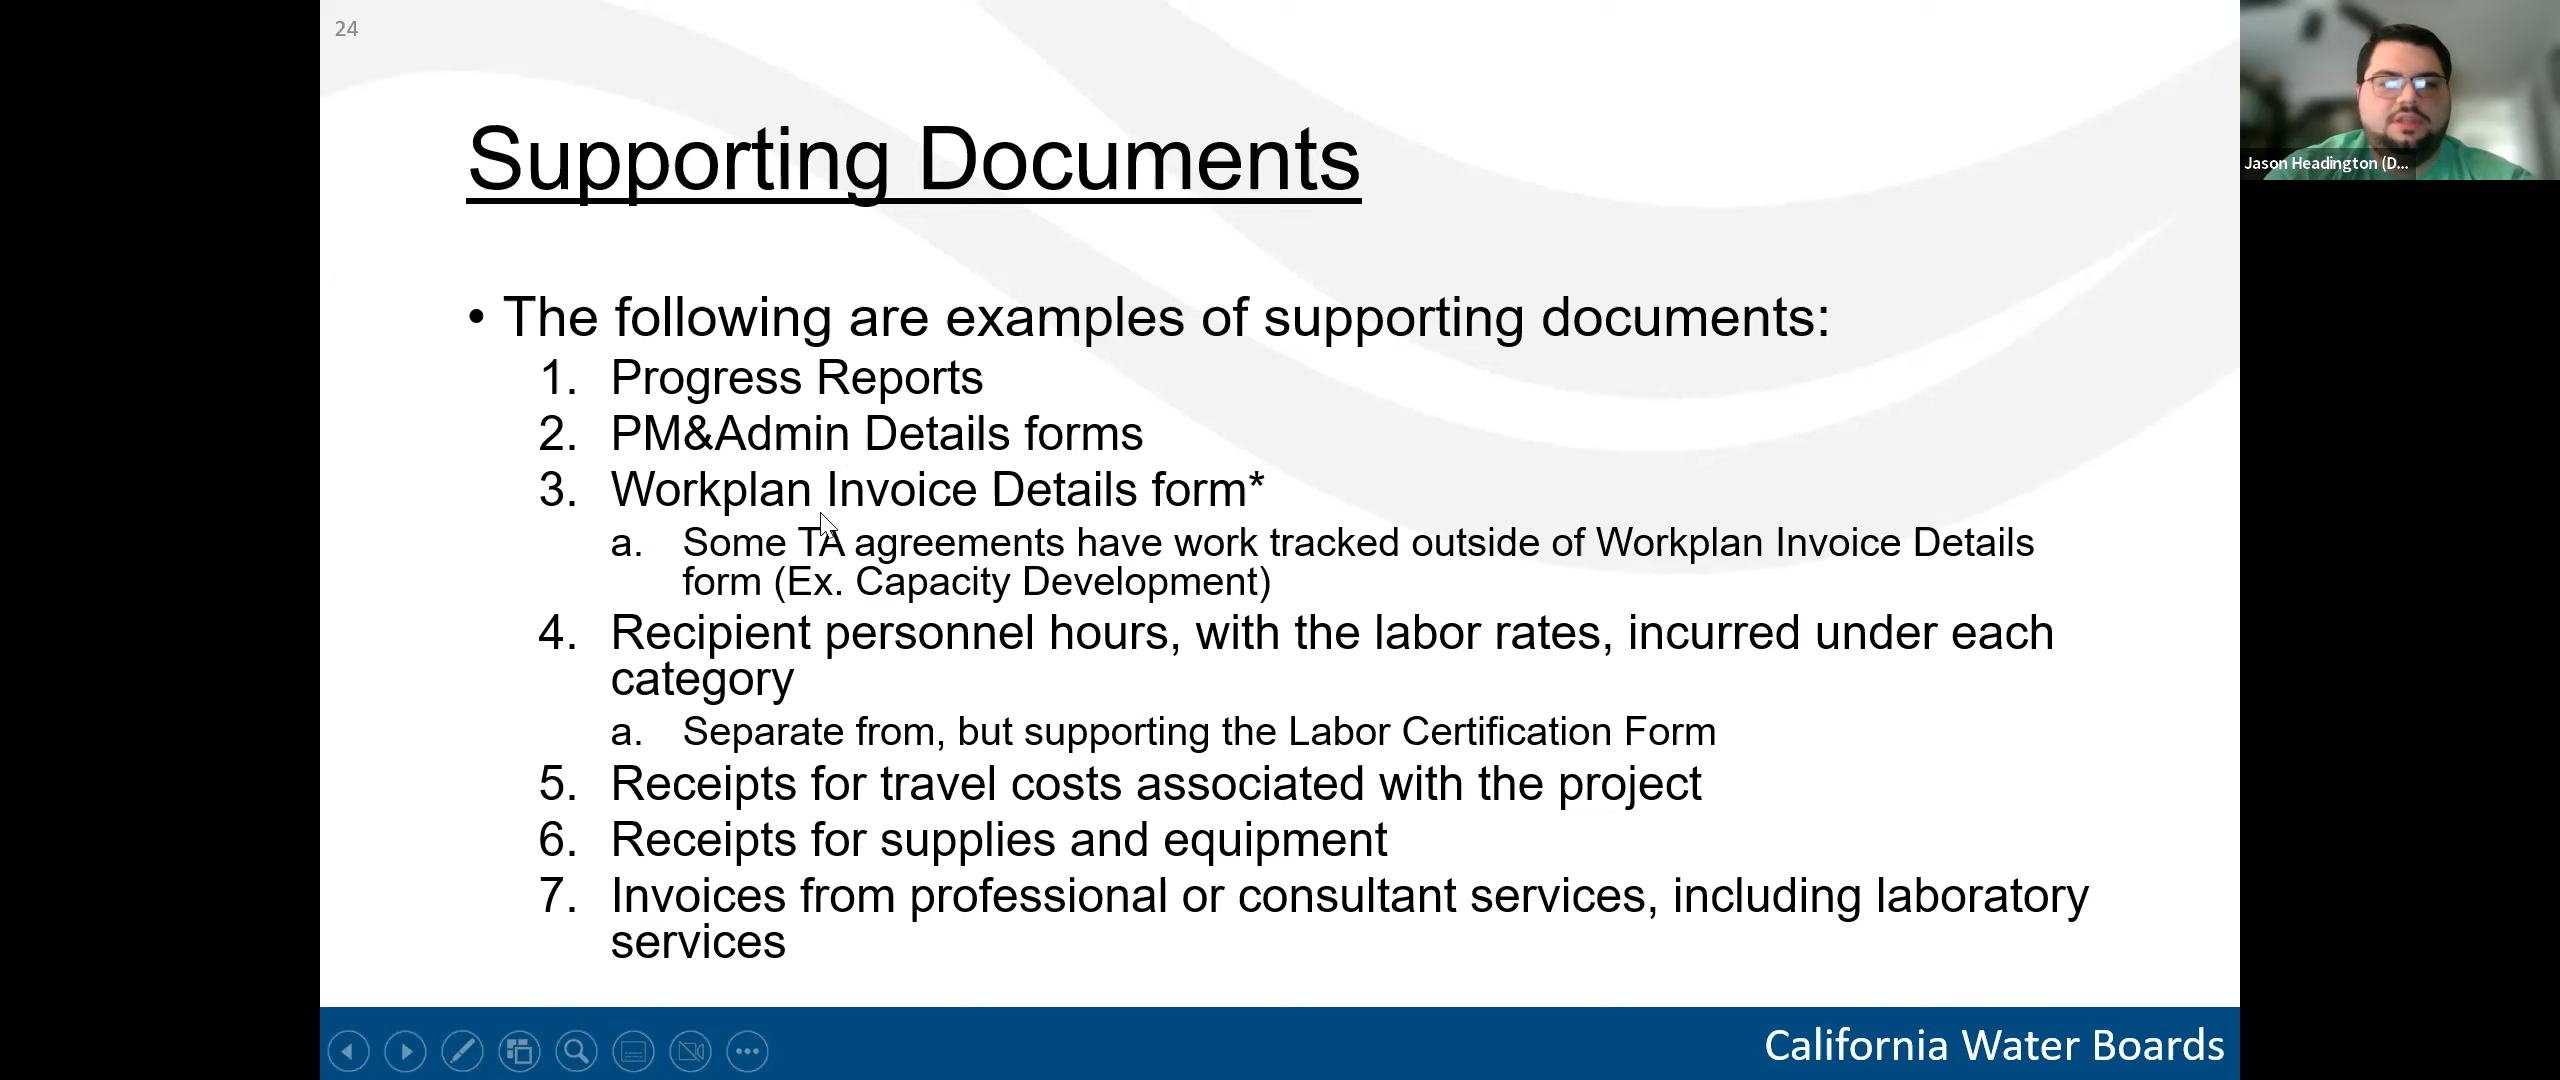 24
Supporting Documents
Jason Headington (D...
• The following are examples of supporting documents:
1. Progress Reports
2. PM&Admin Details forms
3. Workplan Invoice Details form*
a. Some TA agreements have work tracked outside of Workplan Invoice Details
form (Ex. Capacity Development)
4. Recipient personnel hours, with the labor rates, incurred under each
category
a. Separate from, but supporting the Labor Certification Form
5. Receipts for travel costs associated with the project
6. Receipts for supplies and equipment
7. Invoices from professional or consultant services, including laboratory
services
California Water Boards